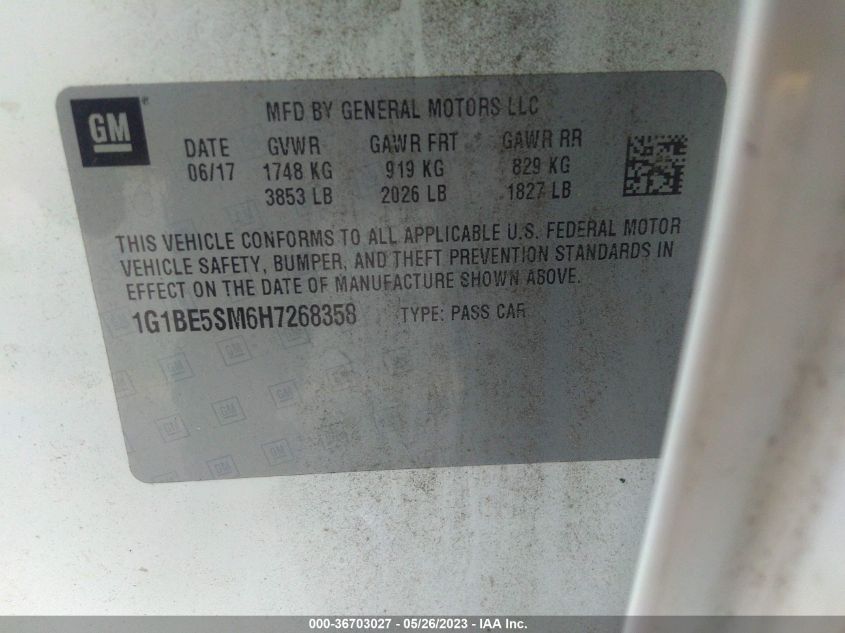 GM
MFD BY GENERAL MOTORS LLC
DATE GVWR GAWR FRT GAWR RR
06/17 1748 KG 919 KG 829 KG
3853 LB 2026 LB 1827 LB
THIS VEHICLE CONFORMS TO ALL APPLICABLE U.S. FEDERAL MOTOR
VEHICLE SAFETY, BUMPER, AND THEFT PREVENTION STANDARDS IN
EFFECT ON THE DATE OF MANUFACTURE SHOWN ABOVE.
1G1BE5SM6H7268358 TYPE: PASS CAR
000-36703027 - 05/26/2023 - IAA Inc.